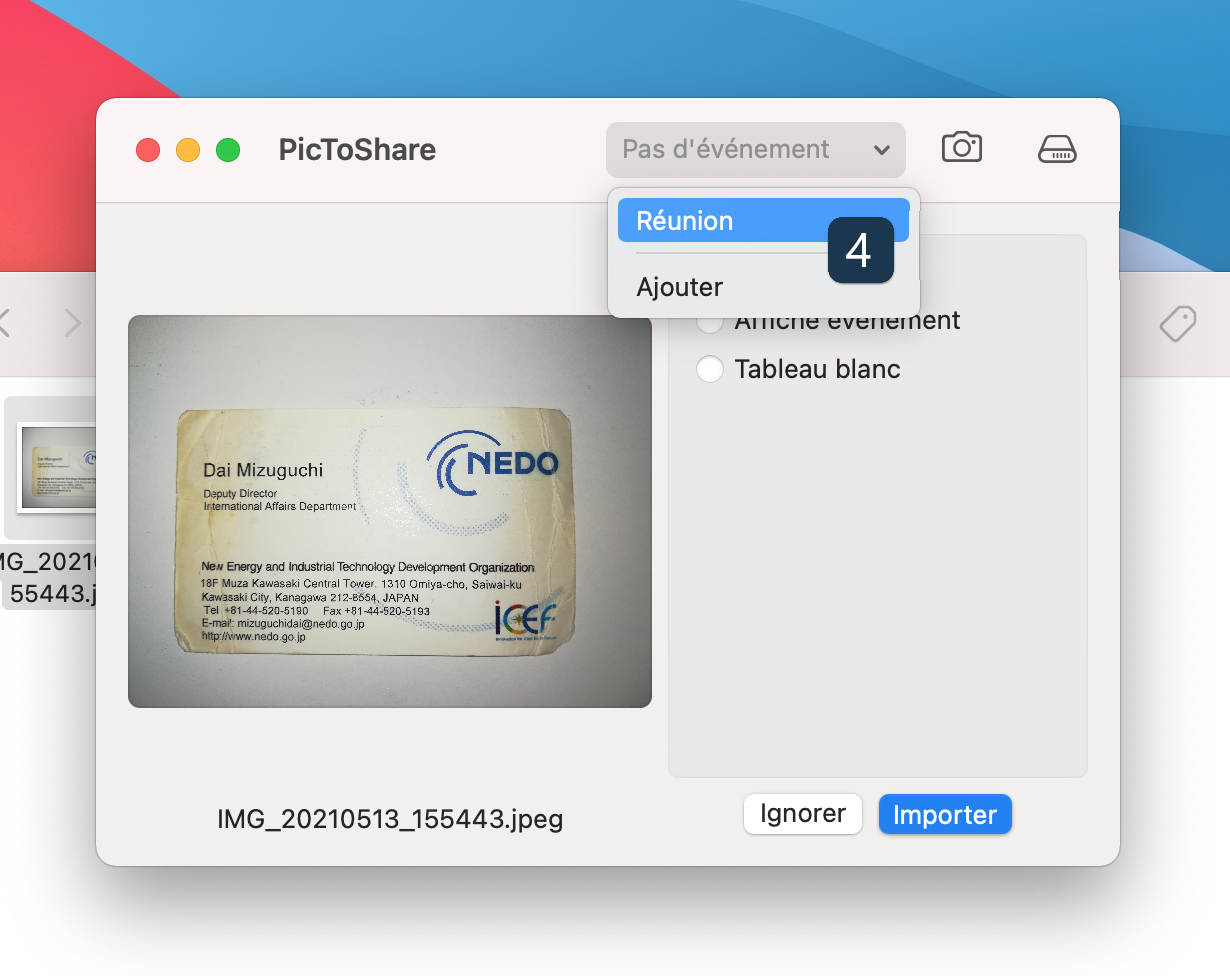 PicToShare
Pas d'événement
Réunion
4
Ajouter
Affiche événement
Tableau blanc
NEDO
Dai Mizuguchi
Deputy Director
International Affairs Department
New Energy and Industrial Technology Development Organization
18F Muza Kawasaki Central Tower. 1310 Omiya-cho, Saiwai-ku
Kawasaki City, Kanagawa 212-8554, JAPAN
Tel +81-44-520-5190 Fax +81-44-520-5193
E-mail: mizuguchidai@nedo.go.jp
http://www.nedo.go.jp
ICEF
MG_2021
55443.j
IMG_20210513_155443.jpeg
Ignorer
Importer